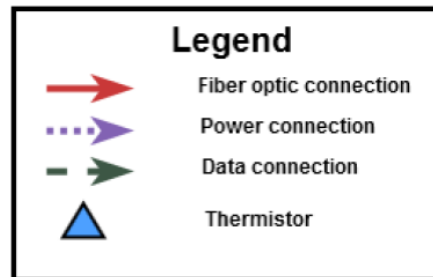 Legend
Fiber optic connection
Power connection
Data connection
Thermistor